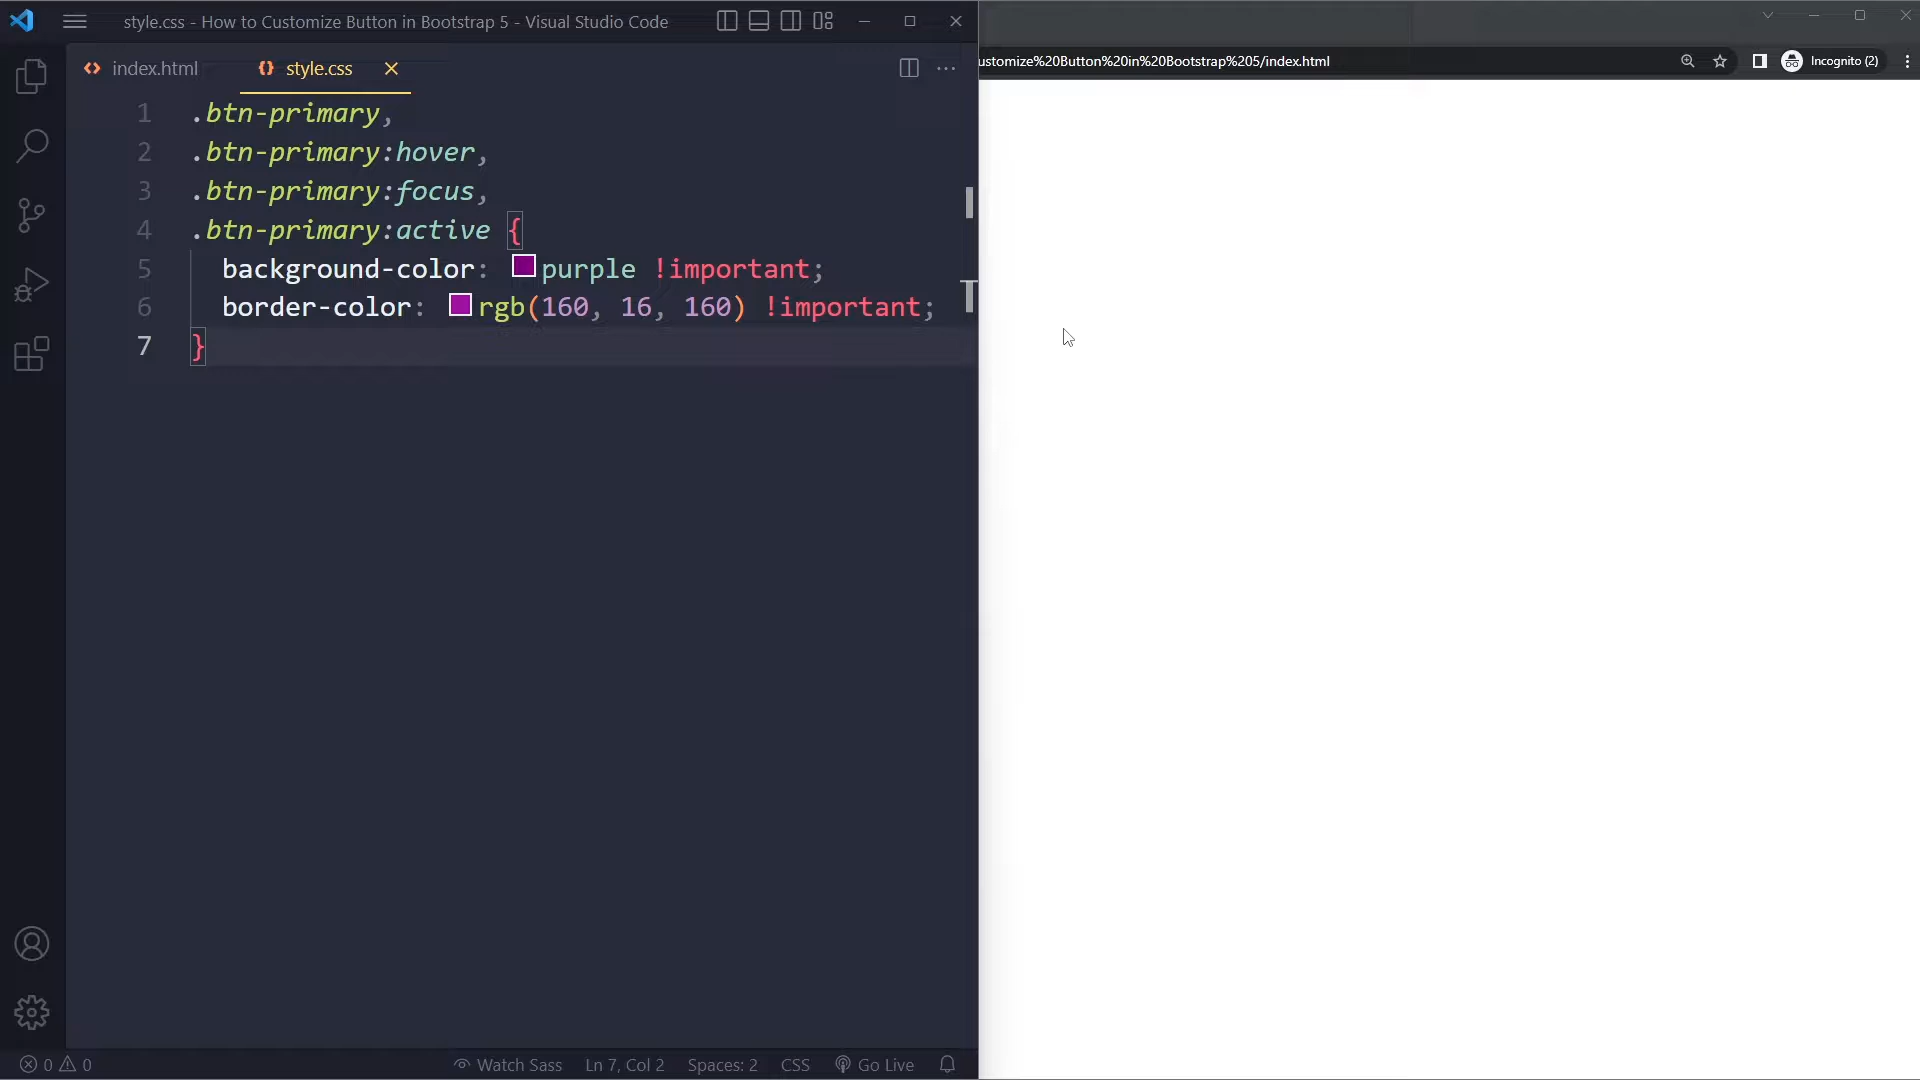 style.css - How to Customize Button in Bootstrap 5 - Visual Studio Code
index.html
style.css
1 .btn-primary,
2 .btn-primary:hover,
3 .btn-primary:focus,
4 .btn-primary:active {
5 background-color: purple !important;
6 border-color: rgb(160, 16, 160) !important;
7 }
0 0
Watch Sass
Ln 7, Col 2
Spaces: 2
CSS
Go Live
ustomize%20Button%20in%20Bootstrap%205/index.html
Incognito (2)